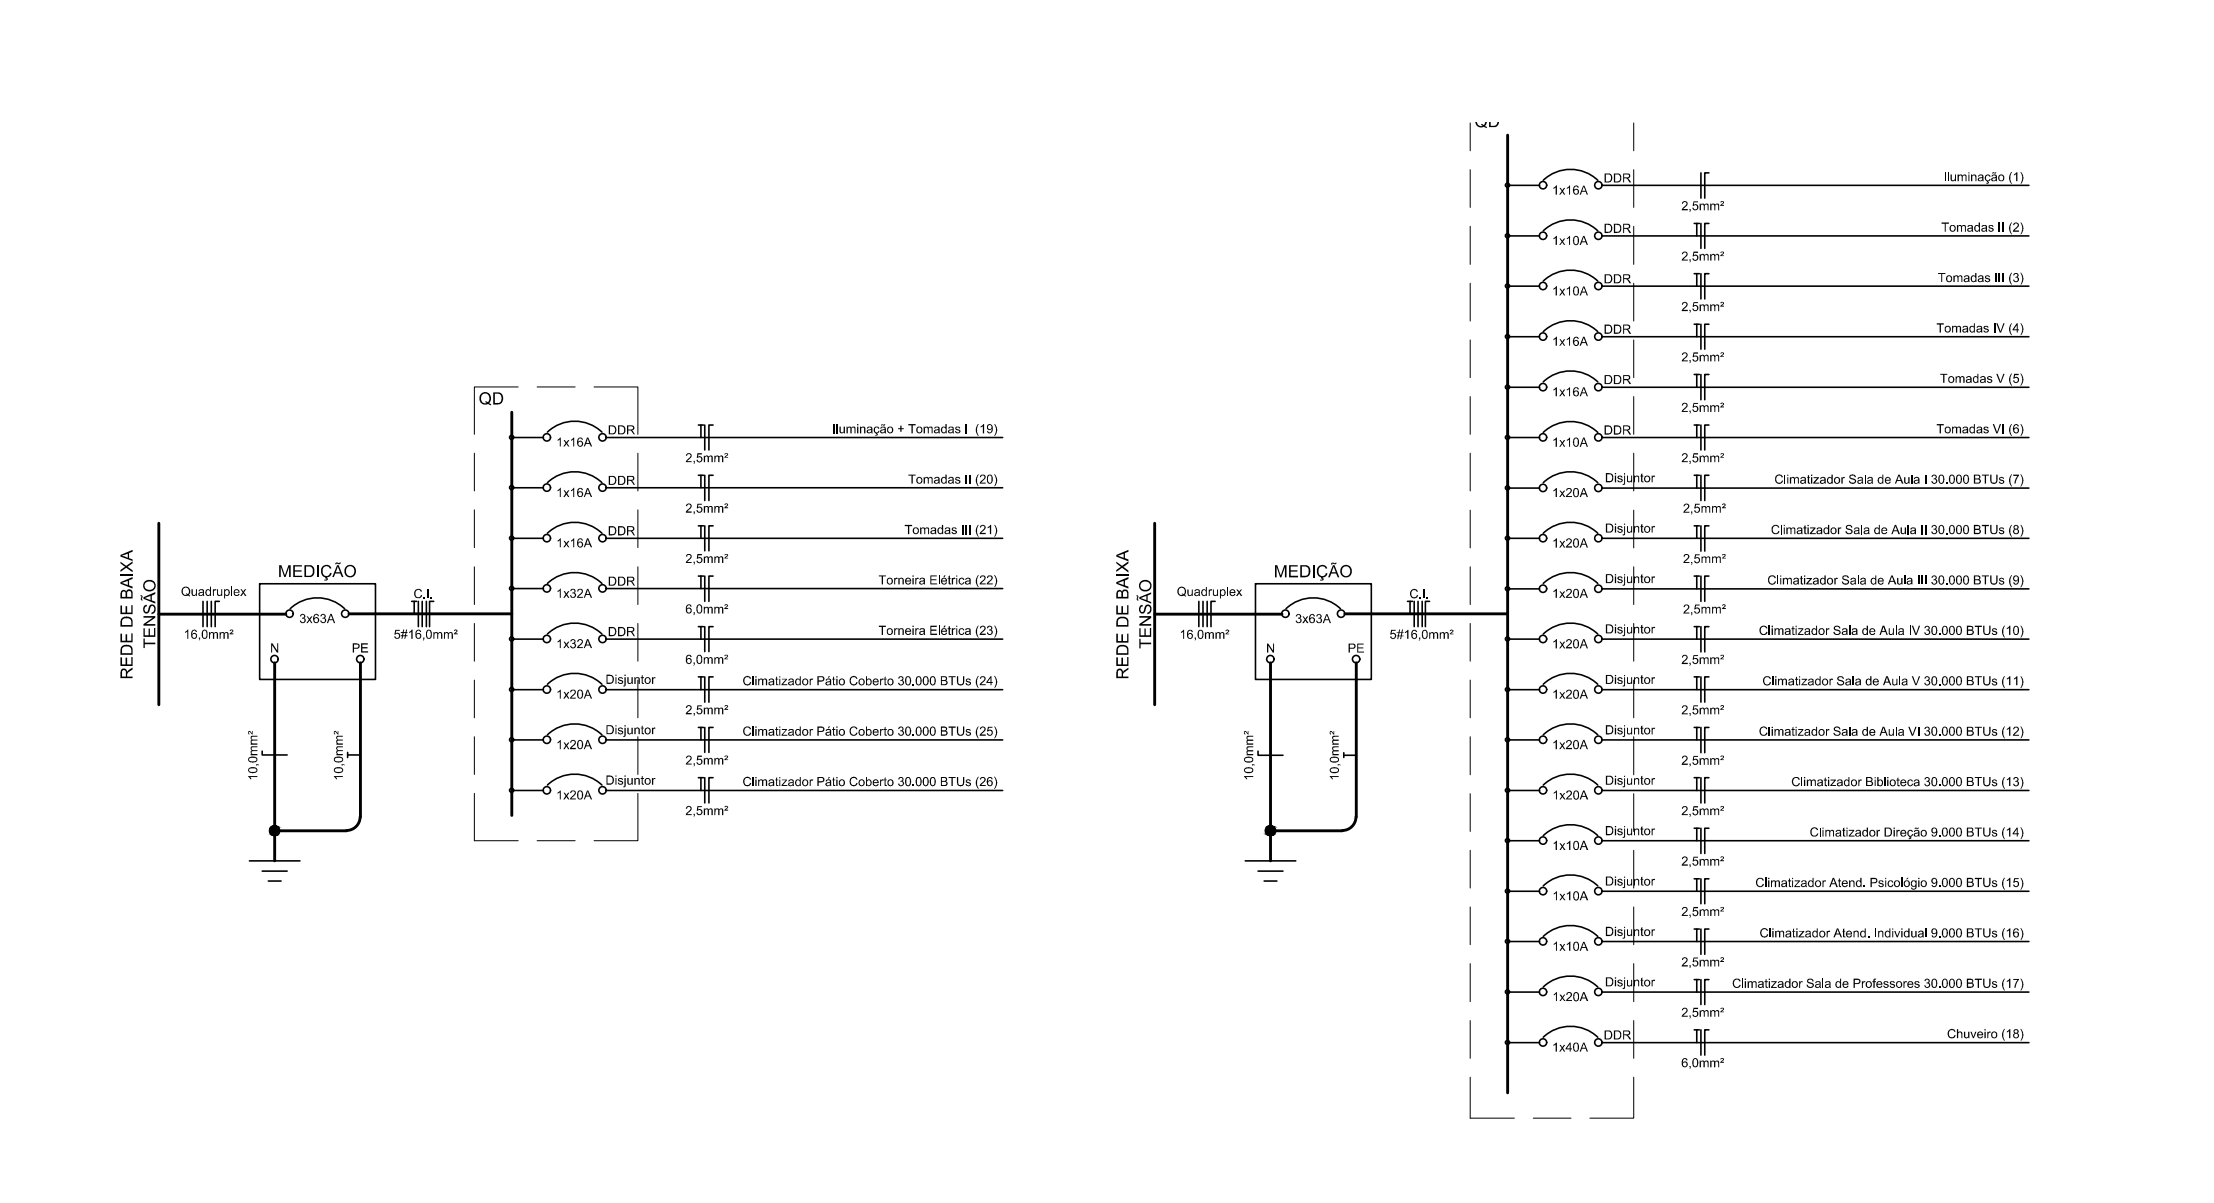 REDE DE BAIXA
TENSÃO
Quadruplex
16,0mm²
MEDIÇÃO
3x63A
N
PE
10,0mm²
10,0mm²
C.I.
5#16,0mm²
QD
1x16A
DDR
2,5mm²
Iluminação + Tomadas I (19)
1x16A
DDR
2,5mm²
Tomadas II (20)
1x16A
DDR
2,5mm²
Tomadas III (21)
1x32A
DDR
6,0mm²
Torneira Elétrica (22)
1x32A
DDR
6,0mm²
Torneira Elétrica (23)
1x20A
Disjuntor
2,5mm²
Climatizador Pátio Coberto 30.000 BTUs (24)
1x20A
Disjuntor
2,5mm²
Climatizador Pátio Coberto 30.000 BTUs (25)
1x20A
Disjuntor
2,5mm²
Climatizador Pátio Coberto 30.000 BTUs (26)
REDE DE BAIXA
TENSÃO
Quadruplex
16,0mm²
MEDIÇÃO
3x63A
N
PE
10,0mm²
10,0mm²
C.I.
5#16,0mm²
QD
1x16A
DDR
2,5mm²
Iluminação (1)
1x10A
DDR
2,5mm²
Tomadas II (2)
1x10A
DDR
2,5mm²
Tomadas III (3)
1x16A
DDR
2,5mm²
Tomadas IV (4)
1x16A
DDR
2,5mm²
Tomadas V (5)
1x10A
DDR
2,5mm²
Tomadas VI (6)
1x20A
Disjuntor
2,5mm²
Climatizador Sala de Aula I 30.000 BTUs (7)
1x20A
Disjuntor
2,5mm²
Climatizador Sala de Aula II 30.000 BTUs (8)
1x20A
Disjuntor
2,5mm²
Climatizador Sala de Aula III 30.000 BTUs (9)
1x20A
Disjuntor
2,5mm²
Climatizador Sala de Aula IV 30.000 BTUs (10)
1x20A
Disjuntor
2,5mm²
Climatizador Sala de Aula V 30.000 BTUs (11)
1x20A
Disjuntor
2,5mm²
Climatizador Sala de Aula VI 30.000 BTUs (12)
1x20A
Disjuntor
2,5mm²
Climatizador Biblioteca 30.000 BTUs (13)
1x10A
Disjuntor
2,5mm²
Climatizador Direção 9.000 BTUs (14)
1x10A
Disjuntor
2,5mm²
Climatizador Atend. Psicológio 9.000 BTUs (15)
1x10A
Disjuntor
2,5mm²
Climatizador Atend. Individual 9.000 BTUs (16)
1x20A
Disjuntor
2,5mm²
Climatizador Sala de Professores 30.000 BTUs (17)
1x40A
DDR
6,0mm²
Chuveiro (18)